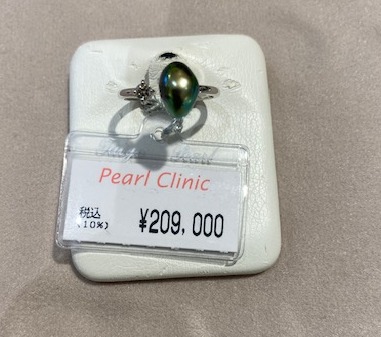 Pearl Clinic
税込
(10%)
¥209,000